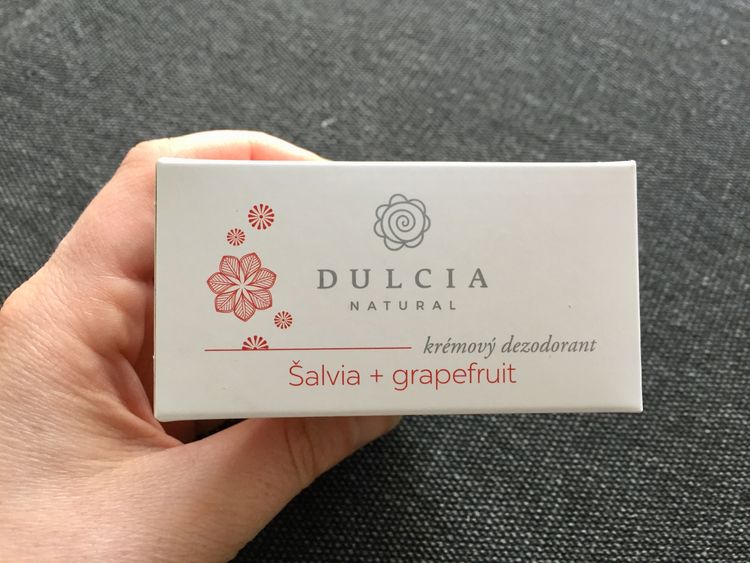 DULCIA
NATURAL
krémový dezodorant
Šalvia + grapefruit